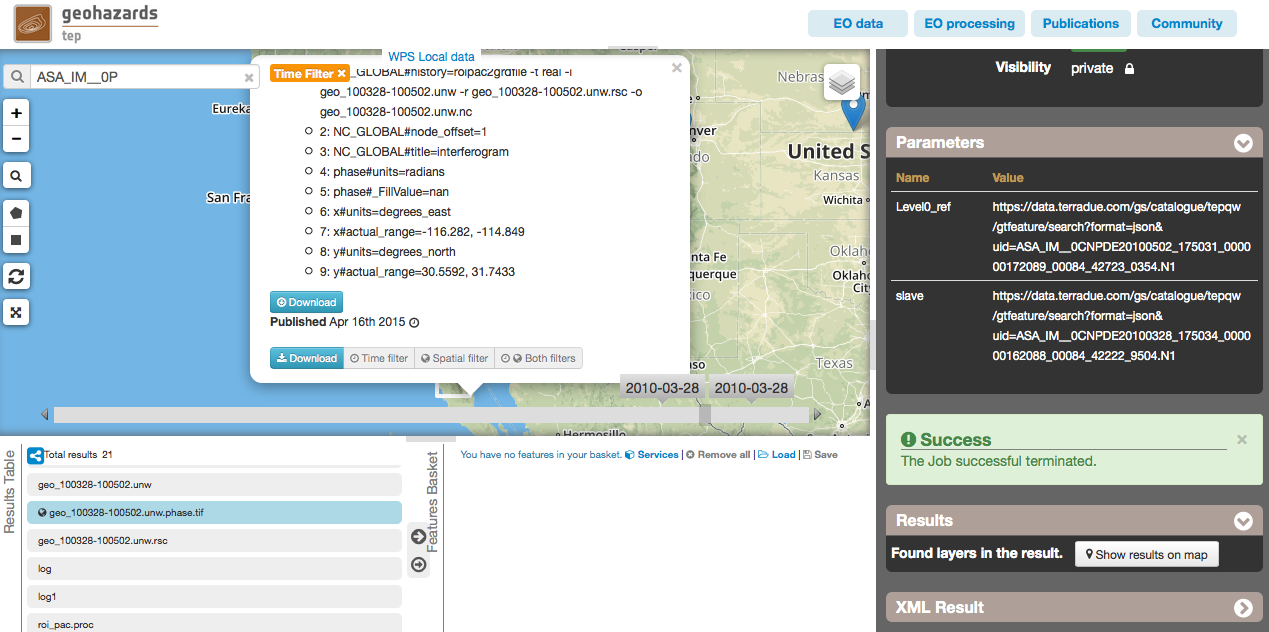 geohazards
tep
EO data
EO processing
Publications
Community
WPS Local data
ASA_IM__0P
Time Filter ×
_GLOBAL#history=roipac2grdfile -t real -i
geo_100328-100502.unw -r geo_100328-100502.unw.rsc -o
geo_100328-100502.unw.nc
2: NC_GLOBAL#node_offset=1
3: NC_GLOBAL#title=interferogram
4: phase#units=radians
5: phase#_FillValue=nan
6: x#units=degrees_east
7: x#actual_range=-116.282, -114.849
8: y#units=degrees_north
9: y#actual_range=30.5592, 31.7433
Download
Published Apr 16th 2015
Download
Time filter
Spatial filter
Both filters
Eureka
San Fra
Nebras
nver
do
United S
Kansas
Wichita
nta Fe
querque
ico
Oklah
Oklaho
City
Texas
so
Hermosillo
2010-03-28
2010-03-28
Results Table
Total results 21
geo_100328-100502.unw
geo_100328-100502.unw.phase.tif
geo_100328-100502.unw.rsc
log
log1
roi_pac.proc
Features Basket
You have no features in your basket. Services | Remove all | Load | Save
Visibility
private
Parameters
Name
Value
Level0_ref
https://data.terradue.com/gs/catalogue/tepqw
/gtfeature/search?format=json&
uid=ASA_IM__0CNPDE20100502_175031_0000
00172089_00084_42723_0354.N1
slave
https://data.terradue.com/gs/catalogue/tepqw
/gtfeature/search?format=json&
uid=ASA_IM__0CNPDE20100328_175034_0000
00162088_00084_42222_9504.N1
Success
The Job successful terminated.
Results
Found layers in the result.
Show results on map
XML Result